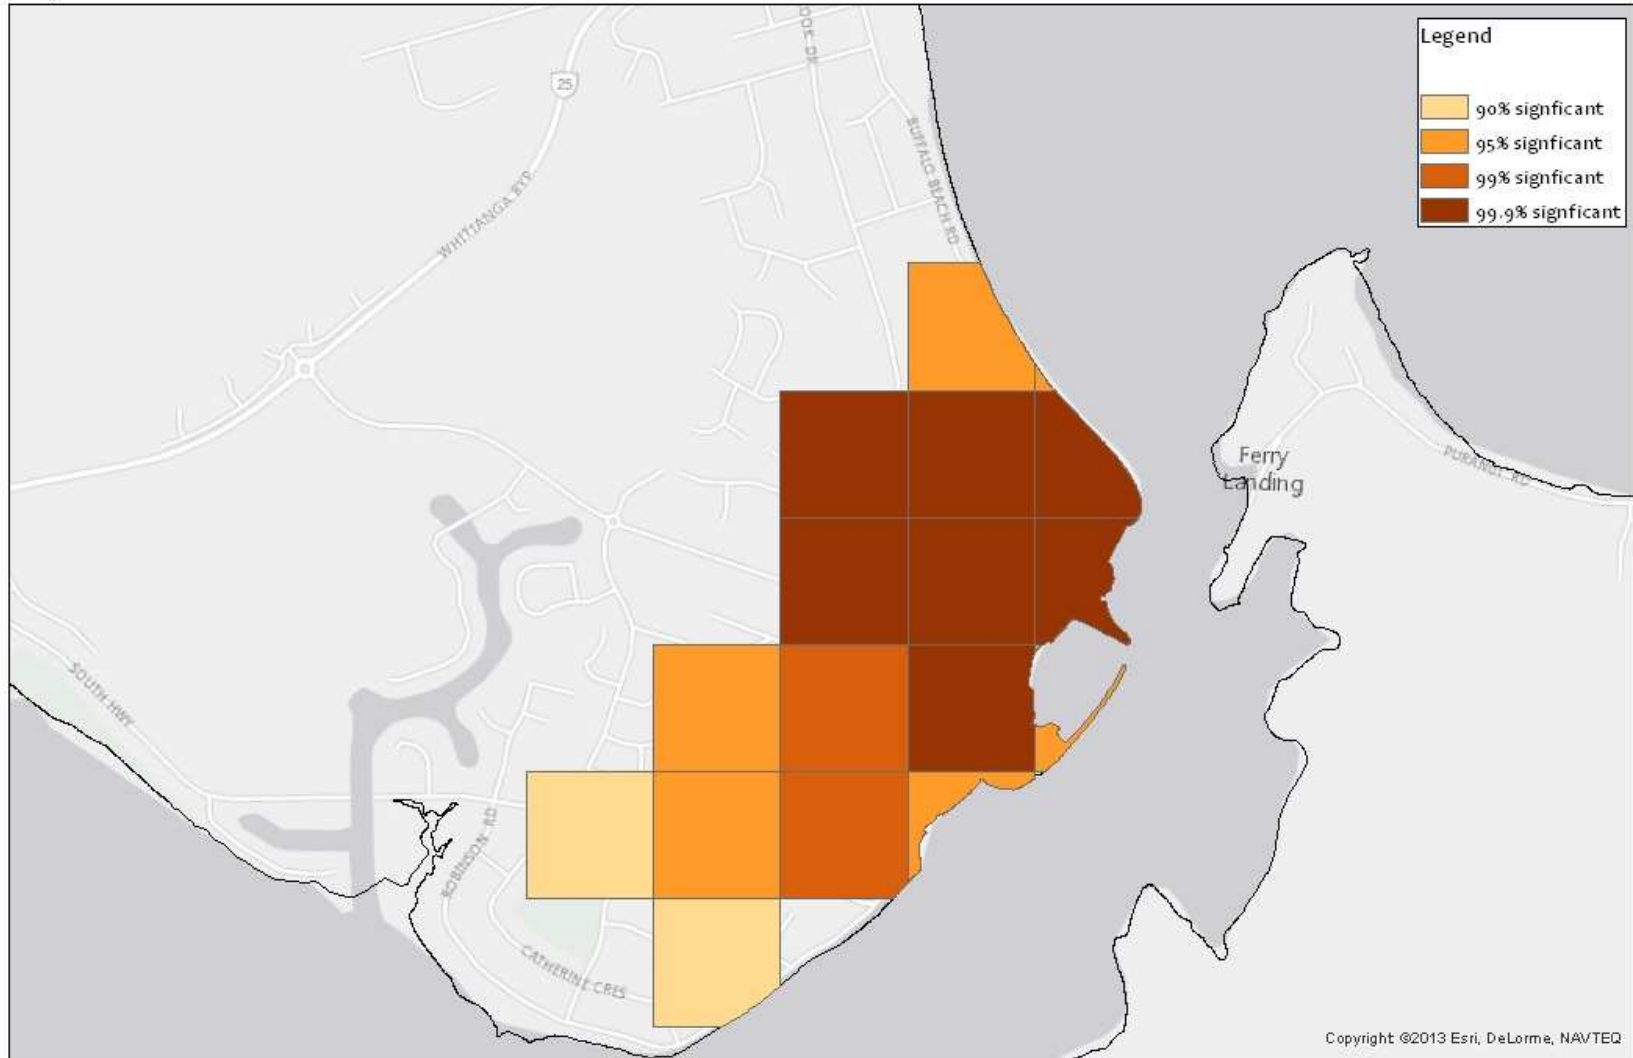 Legend
90% signficant
95% signficant
99% signficant
99.9% signficant
25
WHITIANGA BYP
BUFFALO BEACH RD
Ferry
Landing
PURANGI RD
SOUTH HWY
ROBINSON RD
CATHERINE CRES
Copyright ©2013 Esri, DeLorme, NAVTEQ